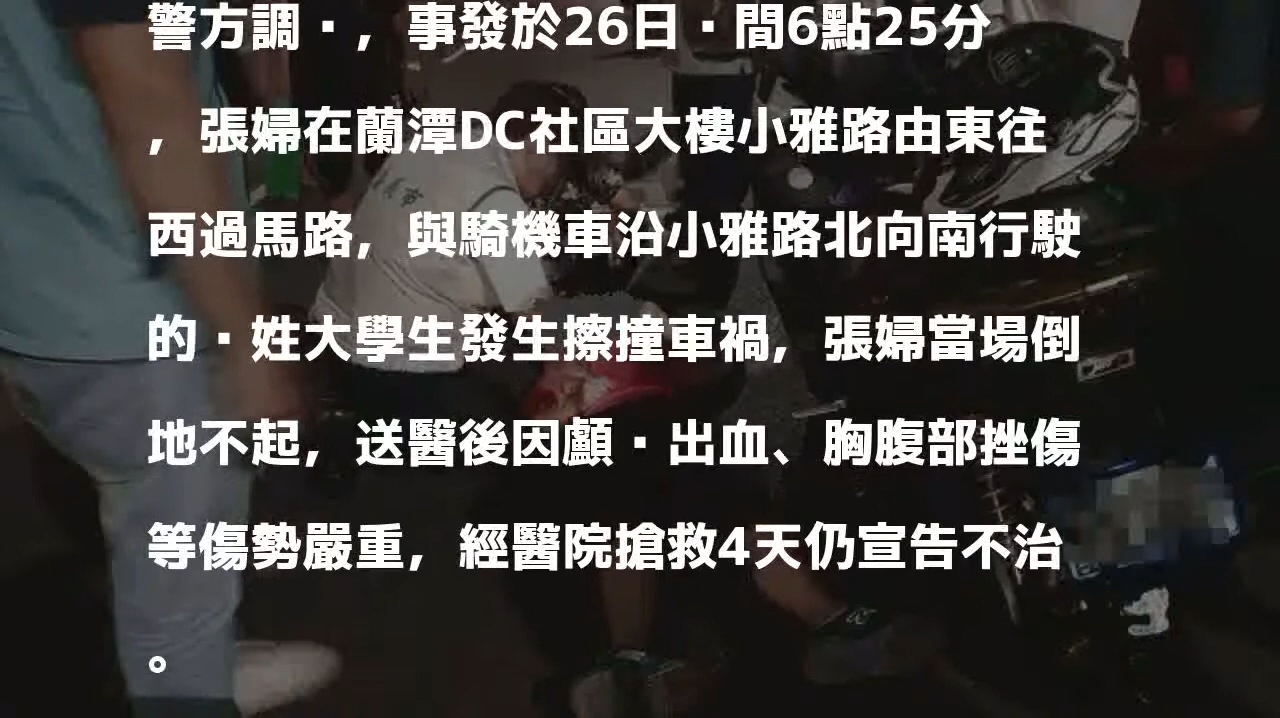 警方調▪，事發於26日▪間6點25分
，張婦在蘭潭DC社區大樓小雅路由東往
西過馬路，與騎機車沿小雅路北向南行駛
的▪姓大學生發生擦撞車禍，張婦當場倒
地不起，送醫後因顱▪出血、胸腹部挫傷
等傷勢嚴重，經醫院搶救4天仍宣告不治
。